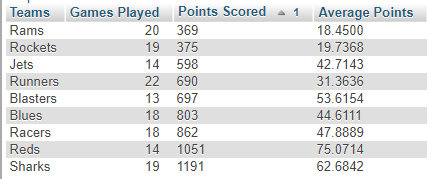 Teams Games Played Points Scored 1 Average Points
Rams 20 369 18.4500
Rockets 19 375 19.7368
Jets 14 598 42.7143
Runners 22 690 31.3636
Blasters 13 697 53.6154
Blues 18 803 44.6111
Racers 18 862 47.8889
Reds 14 1051 75.0714
Sharks 19 1191 62.6842